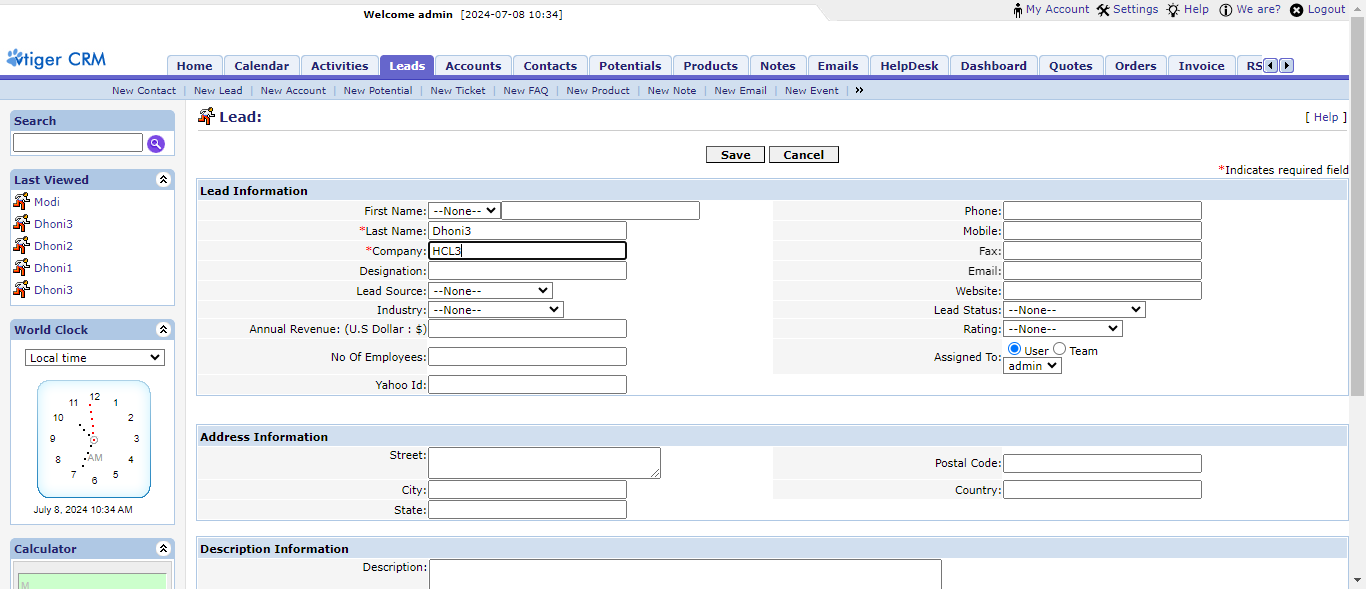 Welcome admin [2024-07-08 10:34]
My Account Settings Help We are? Logout
vtiger CRM
Home Calendar Activities Leads Accounts Contacts Potentials Products Notes Emails HelpDesk Dashboard Quotes Orders Invoice RS
New Contact | New Lead | New Account | New Potential | New Ticket | New FAQ | New Product | New Note | New Email | New Event | »
Search
Last Viewed
Modi
Dhoni3
Dhoni2
Dhoni1
Dhoni3
World Clock
Local time
12
1
2
3
4
5
6
7
8
9
10
11
AM
July 8, 2024 10:34 AM
Calculator
M
Lead:
[ Help ]
Save Cancel
*Indicates required field
Lead Information
First Name: --None--
Phone:
*Last Name: Dhoni3
Mobile:
*Company: HCL3
Fax:
Designation:
Email:
Lead Source: --None--
Website:
Industry: --None--
Lead Status: --None--
Annual Revenue: (U.S Dollar : $)
Rating: --None--
No Of Employees:
Assigned To: User Team
admin
Yahoo Id:
Address Information
Street:
Postal Code:
City:
Country:
State:
Description Information
Description: